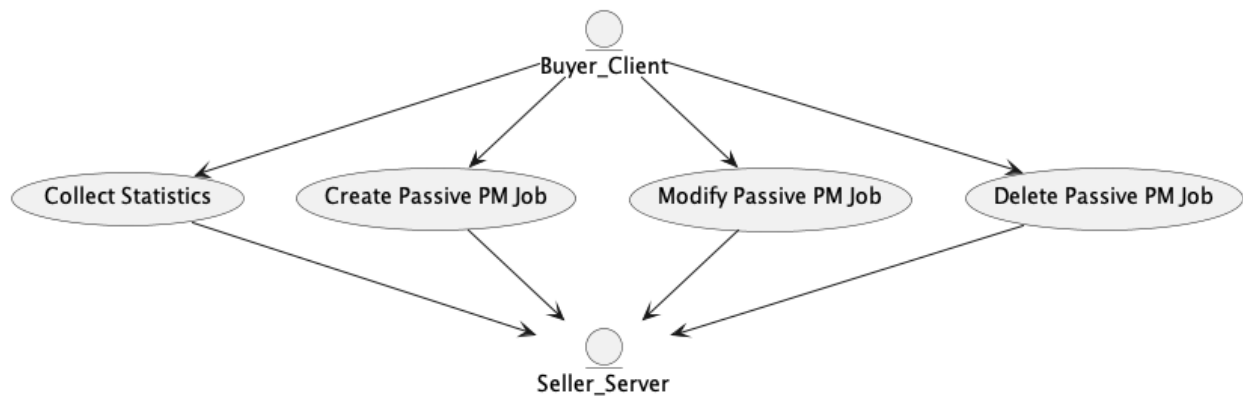 Buyer_Client
Collect Statistics
Create Passive PM Job
Modify Passive PM Job
Delete Passive PM Job
Seller_Server